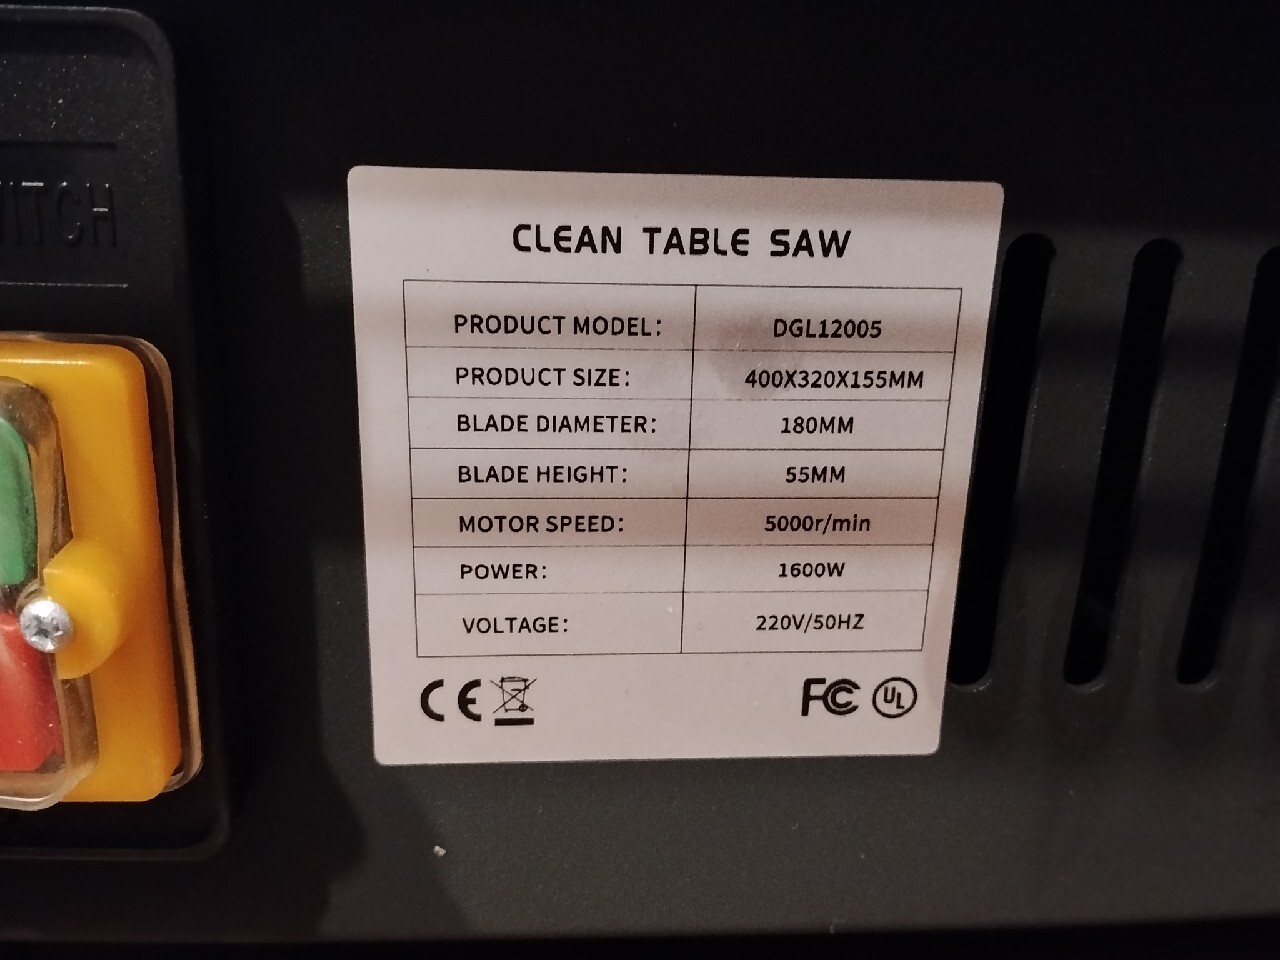 CLEAN TABLE SAW
PRODUCT MODEL: DGL12005
PRODUCT SIZE: 400X320X155MM
BLADE DIAMETER: 180MM
BLADE HEIGHT: 55MM
MOTOR SPEED: 5000r/min
POWER: 1600W
VOLTAGE: 220V/50HZ
CE FC UL